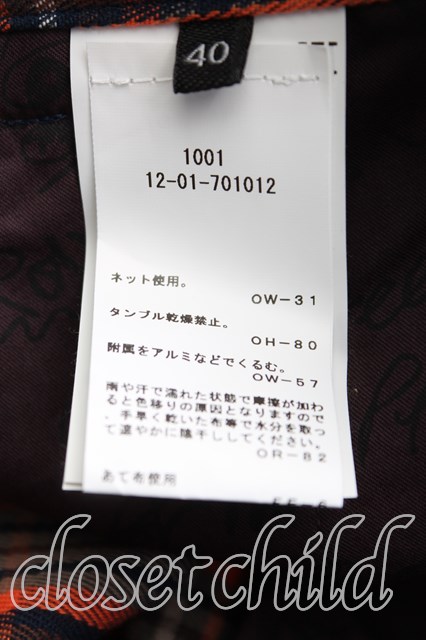 40
1001
12-01-701012
ネット使用。
OW-31
タンブル乾燥禁止。
OH-80
附属をアルミなどでくるむ。
OW-57
雨や汗で濡れた状態で摩擦が加わ
ると色移りの原因となりますので
、手早く乾いた布等で水分を取っ
て速やかに陰干ししてください。
OR-82
あて布使用
closetchild